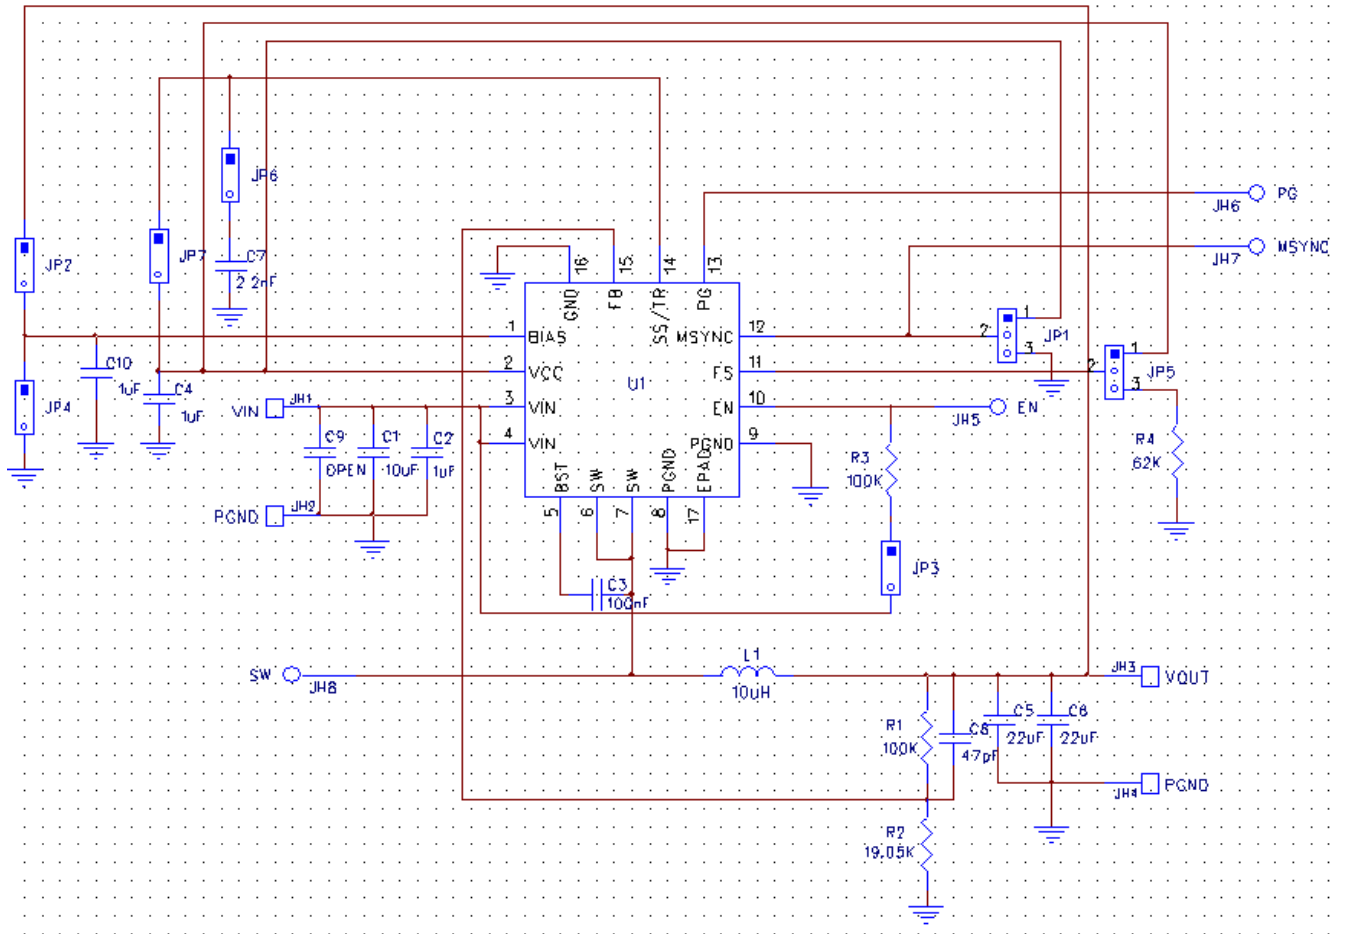 JP6
PG
JH6
JP2
JP7
C7
2.2nF
MSYNC
JH7
16
15
14
13
GND
FB
SS/TR
PG
1
BIAS
MSYNC
12
2
1
3
JP1
C10
1uF
2
VCC
U1
FS
11
2
1
3
JP5
JP4
C4
1uF
VIN
JH1
3
VIN
EN
10
JH5
EN
C9
OPEN
C1
10uF
C2
1uF
4
VIN
PGND
9
R3
100K
R4
62K
BST
SW
SW
PGND
EPAD
PGND
JH2
5
6
7
8
17
C3
100nF
JP3
SW
JH8
L1
10uH
JH3
VOUT
R1
100K
C8
47pF
C5
22uF
C6
22uF
JH4
PGND
R2
19.05K